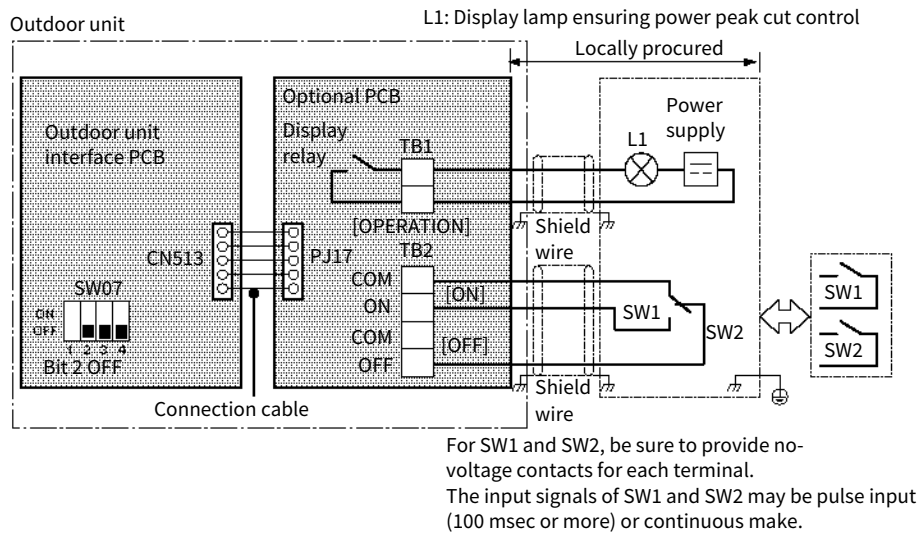 Outdoor unit
L1: Display lamp ensuring power peak cut control
Locally procured
Optional PCB
Power
supply
Outdoor unit
interface PCB
Display
relay
TB1
L1
[OPERATION]
Shield
wire
TB2
CN513
PJ17
COM
[ON]
ON
SW1
SW2
SW1
SW07
ON
OFF
COM
[OFF]
OFF
SW2
1 2 3 4
Bit 2 OFF
Shield
wire
Connection cable
For SW1 and SW2, be sure to provide no-
voltage contacts for each terminal.
The input signals of SW1 and SW2 may be pulse input
(100 msec or more) or continuous make.